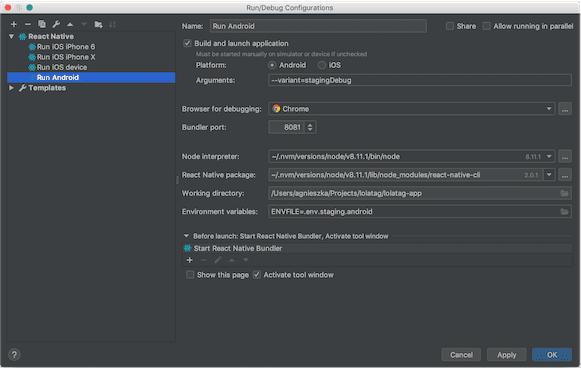 Run/Debug Configurations
Name: Run Android
Share
Allow running in parallel
React Native
Run iOS iPhone 6
Run iOS iPhone X
Run iOS device
Run Android
Templates
Build and launch application
Must be started manually on simulator or device if unchecked
Platform: Android iOS
Arguments: --variant=stagingDebug
Browser for debugging: Chrome ...
Bundler port: 8081
Node interpreter: ~/.nvm/versions/node/v8.11.1/bin/node 8.11.1 ...
React Native package: ~/.nvm/versions/node/v8.11.1/lib/node_modules/react-native-cli 2.0.1 ...
Working directory: /Users/agnieszka/Projects/lolatag/lolatag-app
Environment variables: ENVFILE=.env.staging.android
Before launch: Start React Native Bundler, Activate tool window
Start React Native Bundler
Show this page Activate tool window
? Cancel Apply OK